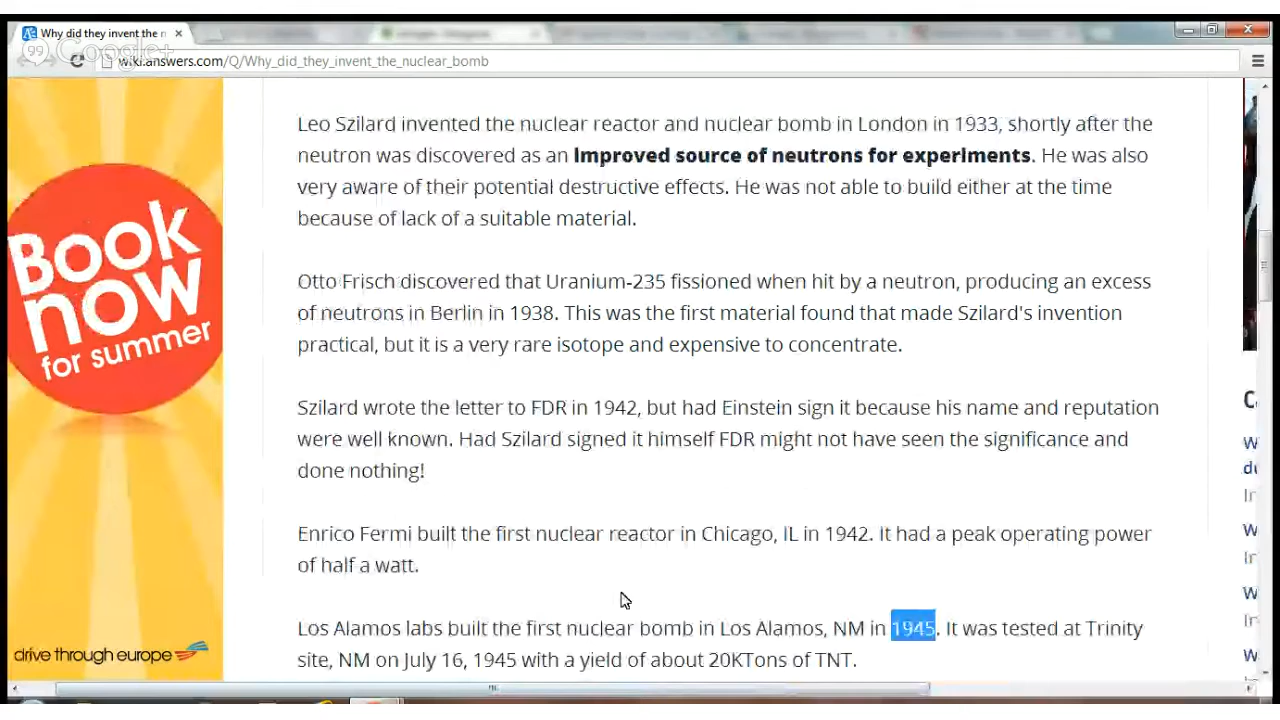 Why did they invent the n
99 Google+
wiki.answers.com/Q/Why_did_they_invent_the_nuclear_bomb
Leo Szilard invented the nuclear reactor and nuclear bomb in London in 1933, shortly after the
neutron was discovered as an improved source of neutrons for experiments. He was also
very aware of their potential destructive effects. He was not able to build either at the time
because of lack of a suitable material.
Otto Frisch discovered that Uranium-235 fissioned when hit by a neutron, producing an excess
of neutrons in Berlin in 1938. This was the first material found that made Szilard's invention
practical, but it is a very rare isotope and expensive to concentrate.
Szilard wrote the letter to FDR in 1942, but had Einstein sign it because his name and reputation
were well known. Had Szilard signed it himself FDR might not have seen the significance and
done nothing!
Enrico Fermi built the first nuclear reactor in Chicago, IL in 1942. It had a peak operating power
of half a watt.
Los Alamos labs built the first nuclear bomb in Los Alamos, NM in 1945. It was tested at Trinity
site, NM on July 16, 1945 with a yield of about 20KTons of TNT.
Book
now
for summer
drive through europe